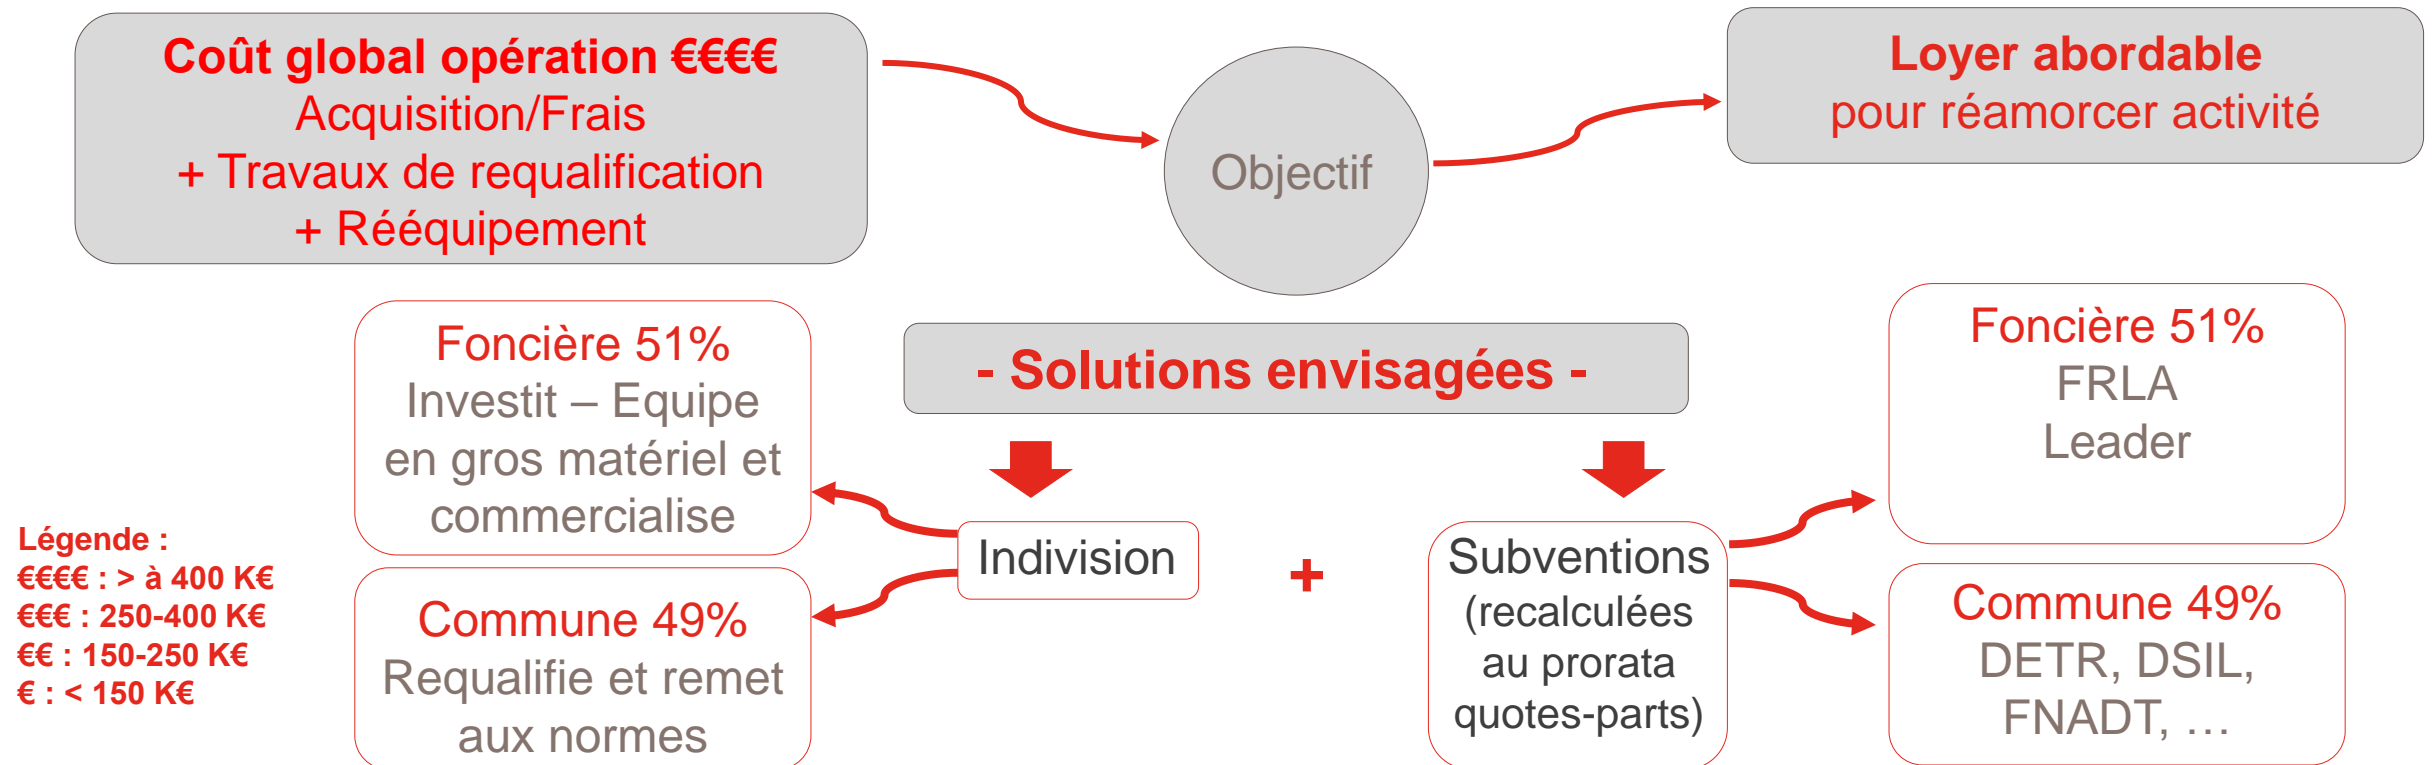 Coût global opération €€€€
Acquisition/Frais
+ Travaux de requalification
+ Rééquipement
Objectif
Loyer abordable
pour réamorcer activité
- Solutions envisagées -
Foncière 51%
Investit – Equipe
en gros matériel et
commercialise
Commune 49%
Requalifie et remet
aux normes
Indivision
+
Subventions
(recalculées
au prorata
quotes-parts)
Foncière 51%
FRLA
Leader
Commune 49%
DETR, DSIL,
FNADT, …
Légende :
€€€€ : > à 400 K€
€€€ : 250-400 K€
€€ : 150-250 K€
€ : < 150 K€